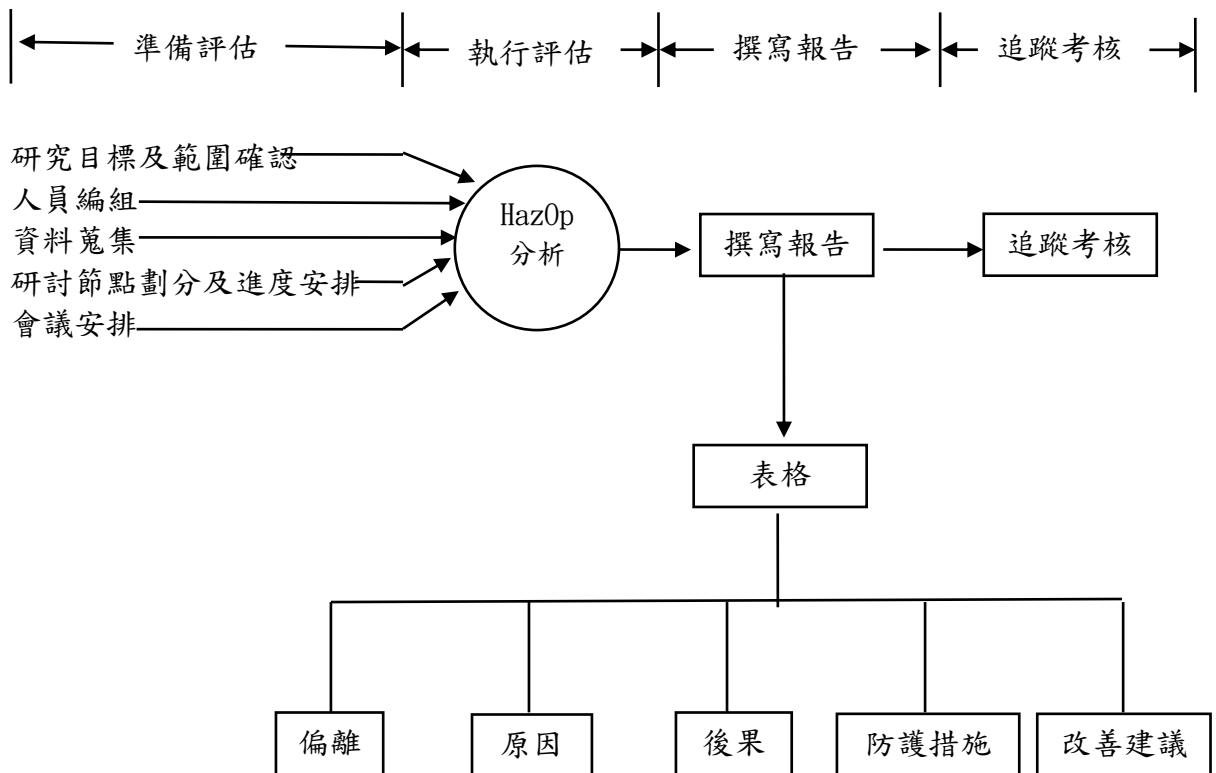 準備評估
執行評估
撰寫報告
追蹤考核
研究目標及範圍確認
人員編組
資料蒐集
研討節點劃分及進度安排
會議安排
HazOp
分析
撰寫報告
追蹤考核
表格
偏離
原因
後果
防護措施
改善建議